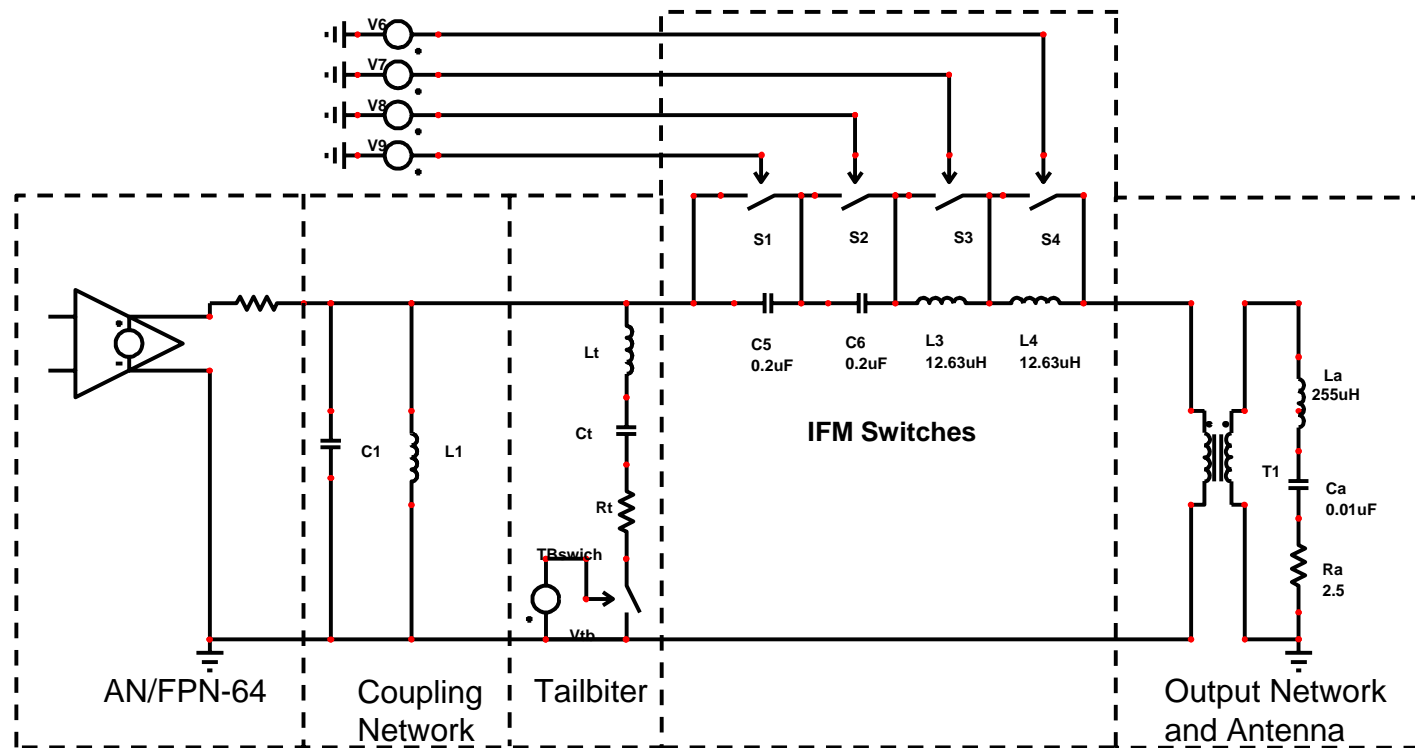 V6
V7
V8
V9
S1
S2
S3
S4
C5
0.2uF
C6
0.2uF
L3
12.63uH
L4
12.63uH
IFM Switches
Lt
Ct
C1
L1
Rt
TBswich
Vtb
La
255uH
T1
Ca
0.01uF
Ra
2.5
AN/FPN-64
Coupling
Network
Tailbiter
Output Network
and Antenna